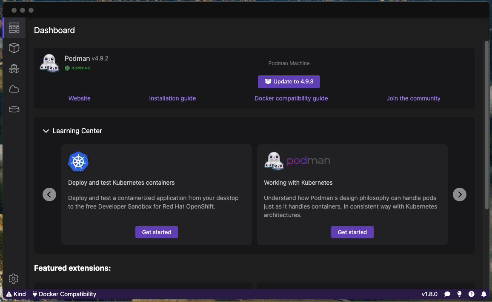 Dashboard
Podman v4.9.2
RUNNING
Podman Machine
Update to 4.9.3
Website
Installation guide
Docker compatibility guide
Join the community
Learning Center
Deploy and test Kubernetes containers
Deploy and test a containerized application from your desktop
to the free Developer Sandbox for Red Hat OpenShift.
Get started
podman
Working with Kubernetes
Understand how Podman's design philosophy can handle pods
just as it handles containers, in consistent way with Kubernetes
architectures.
Get started
Featured extensions:
Kind
Docker Compatibility
v1.8.0